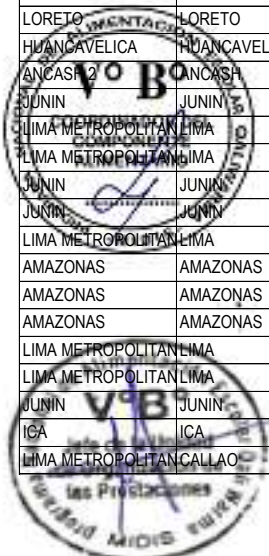 LORETO LORETO
HUANCAVELICA HUANCAVEL
ANCASH 2 ANCASH
JUNIN JUNIN
LIMA METROPOLITAN LIMA
LIMA METROPOLITAN LIMA
JUNIN JUNIN
JUNIN JUNIN
LIMA METROPOLITAN LIMA
AMAZONAS AMAZONAS
AMAZONAS AMAZONAS
AMAZONAS AMAZONAS
LIMA METROPOLITAN LIMA
LIMA METROPOLITAN LIMA
JUNIN JUNIN
ICA ICA
LIMA METROPOLITAN CALLAO
V° B°
COMPONENTE
V° B°
las Prestaciones
MIDIS